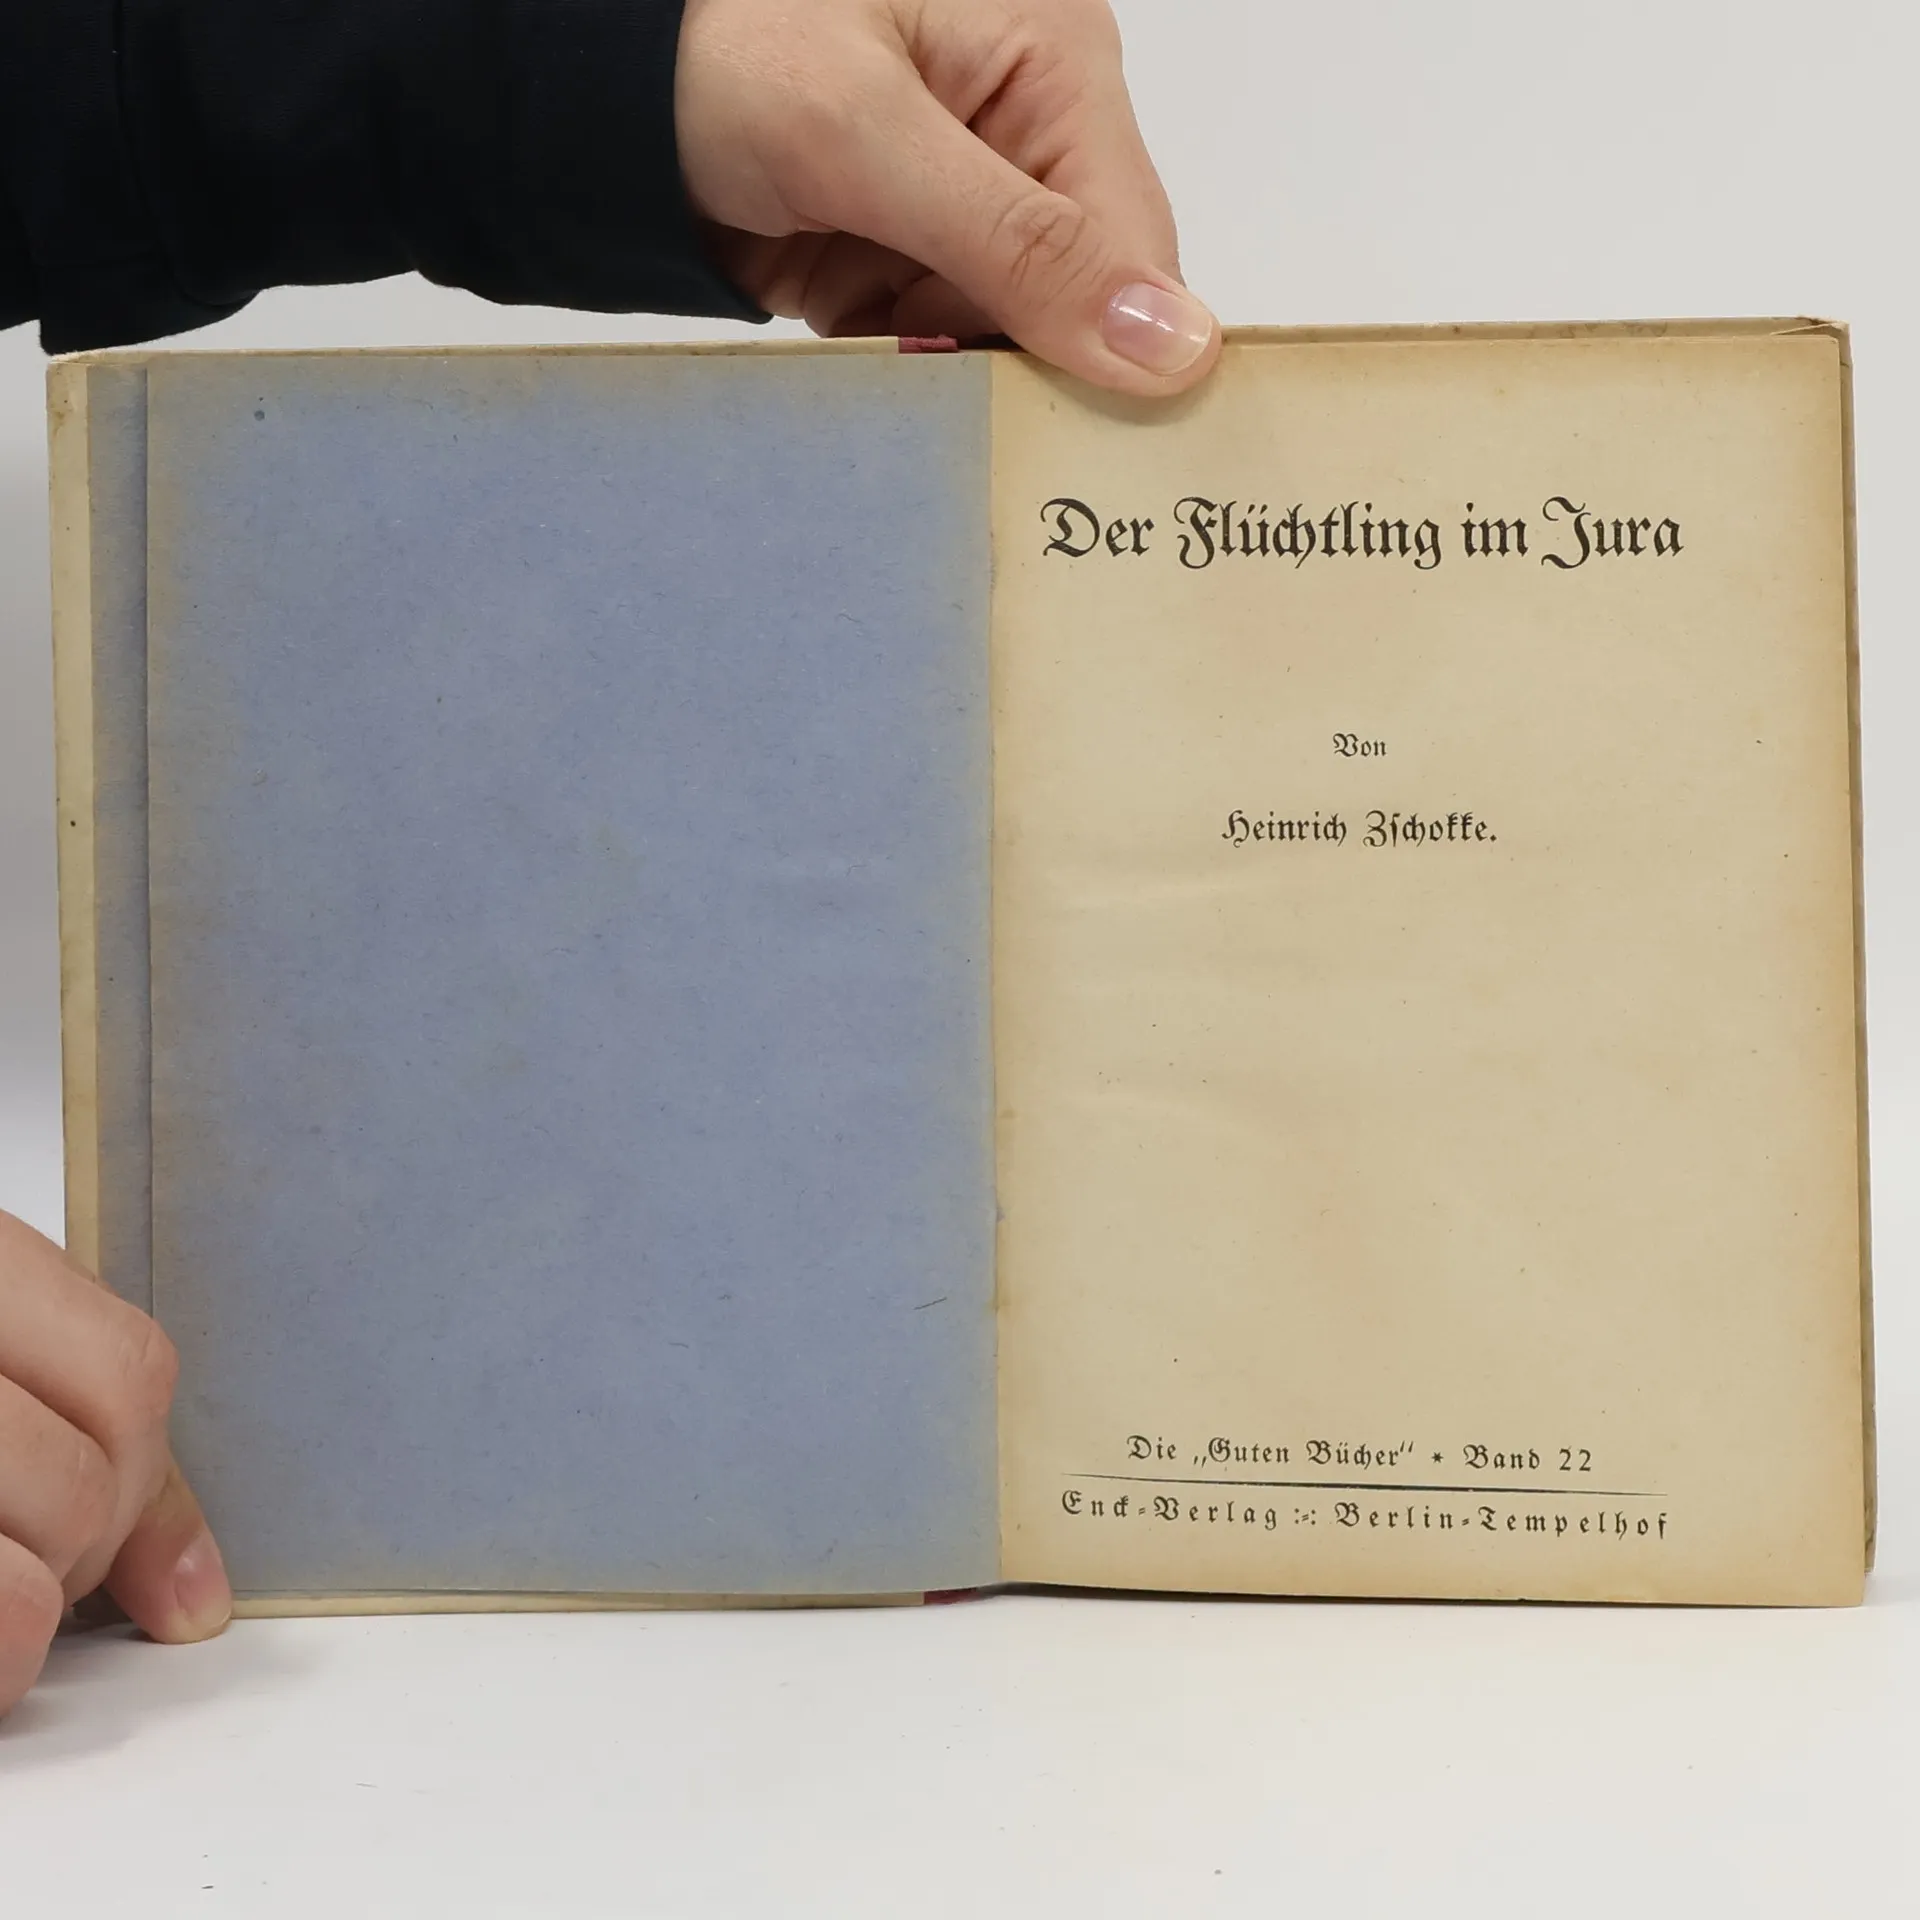 Der Flüchtling im Jura
Von
Heinrich Zſchokke.
Die „Guten Bücher“ * Band 22
Enck-Verlag :-: Berlin-Tempelhof